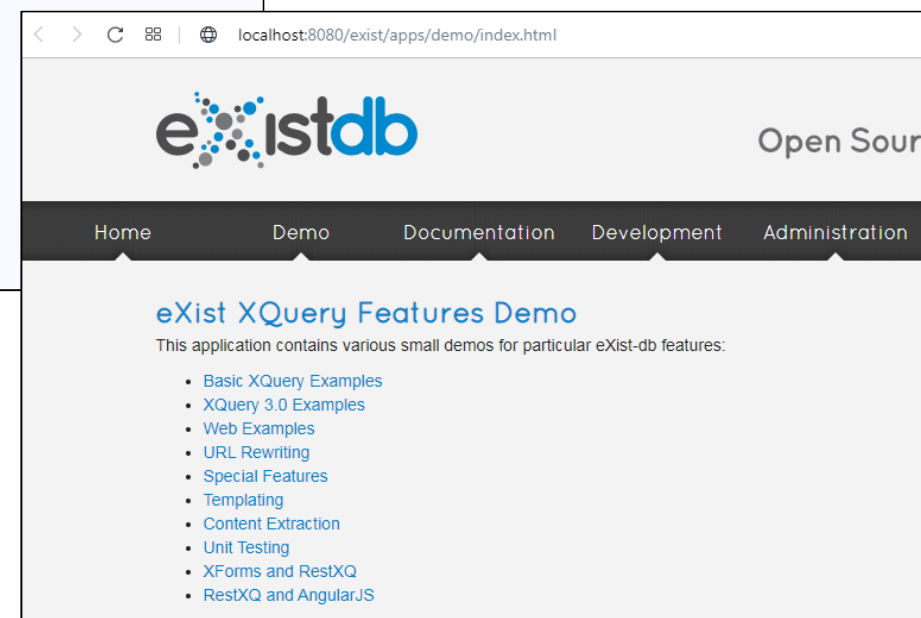 localhost:8080/exist/apps/demo/index.html
eXistdb
Open Sour
Home Demo Documentation Development Administration
eXist XQuery Features Demo
This application contains various small demos for particular eXist-db features:
Basic XQuery Examples
XQuery 3.0 Examples
Web Examples
URL Rewriting
Special Features
Templating
Content Extraction
Unit Testing
XForms and RestXQ
RestXQ and AngularJS